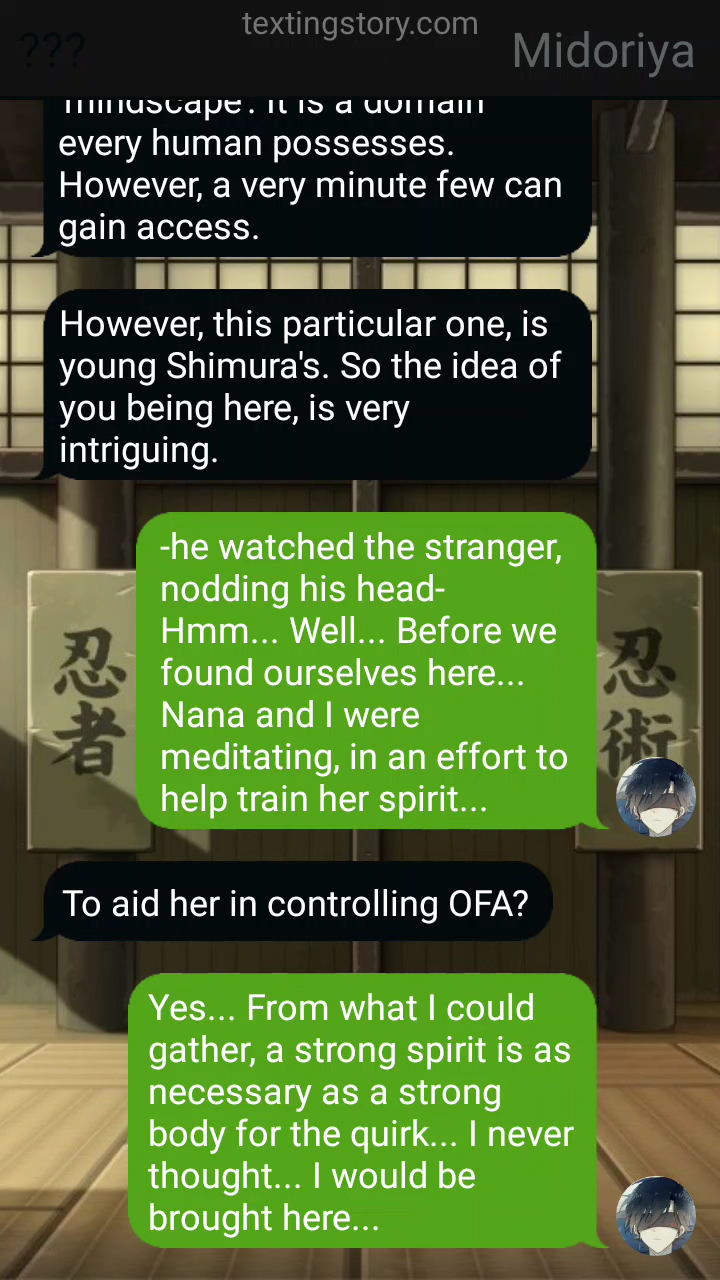 textingstory.com
???
Midoriya
'mindscape'. It is a domain
every human possesses.
However, a very minute few can
gain access.
However, this particular one, is
young Shimura's. So the idea of
you being here, is very
intriguing.
-he watched the stranger,
nodding his head-
Hmm... Well... Before we
found ourselves here...
Nana and I were
meditating, in an effort to
help train her spirit...
忍者
忍術
To aid her in controlling OFA?
Yes... From what I could
gather, a strong spirit is as
necessary as a strong
body for the quirk... I never
thought... I would be
brought here...